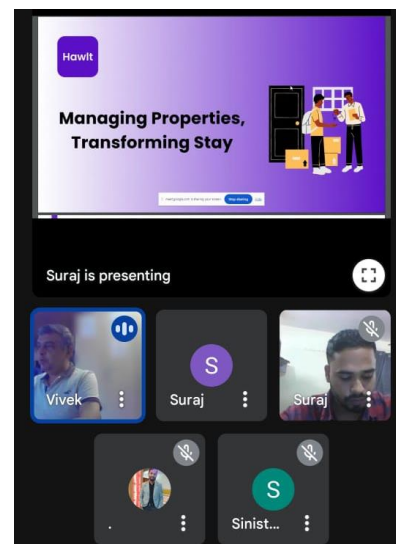 Hawlt
Managing Properties,
Transforming Stay
Stop sharing
Suraj is presenting
Vivek
S
Suraj
Suraj
.
S
Sinist...